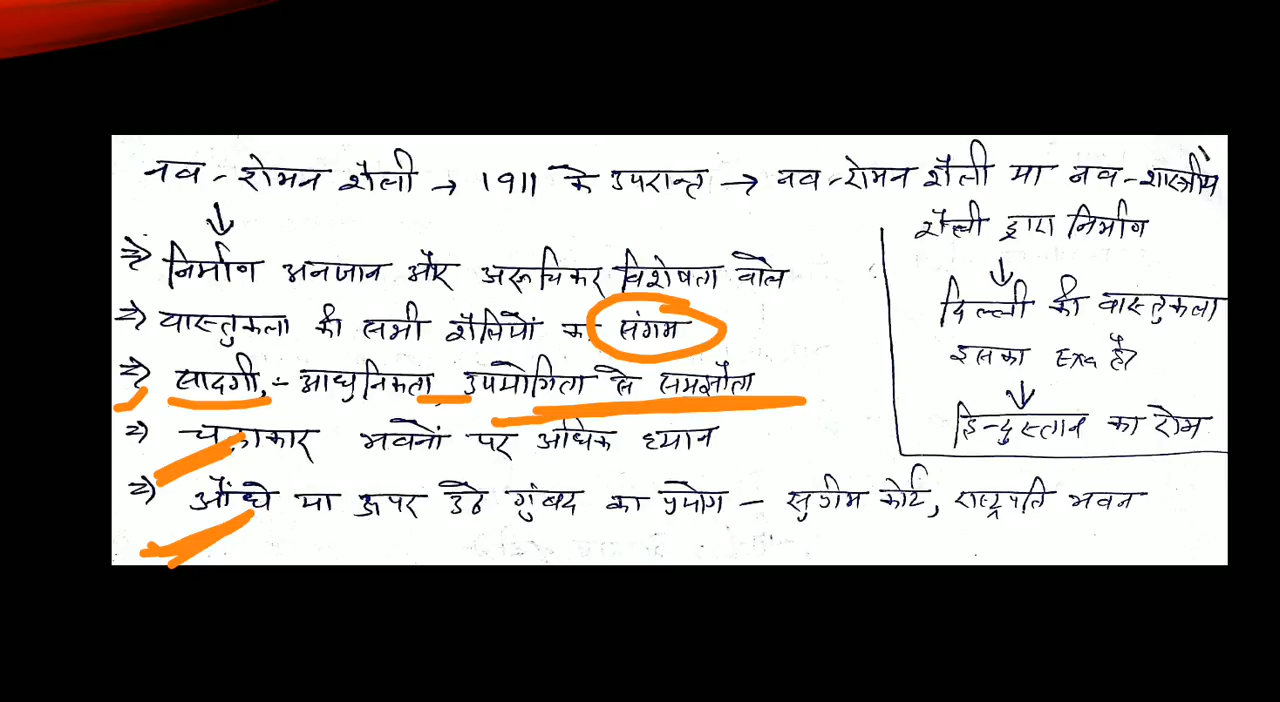 नव-रोमन शैली → 1911 के उपरान्त → नव-रोमन शैली या नव-शास्त्रीय
शैली द्वारा निर्माण
↓
⇒ निर्माण अनजान और अरूचिकर विशेषता वाले
⇒ वास्तुकला की सभी शैलियों का संगम
⇒ सादगी,- आधुनिकता उपयोगिता से समझौता
⇒ चक्राकार भवनों पर अधिक ध्यान
⇒ औंधे या ऊपर उठे गुंबद का प्रयोग – सुप्रीम कोर्ट, राष्ट्रपति भवन
↓
दिल्ली की वास्तुकला
इसका Exa है।
↓
हिन्दुस्तान का रोम